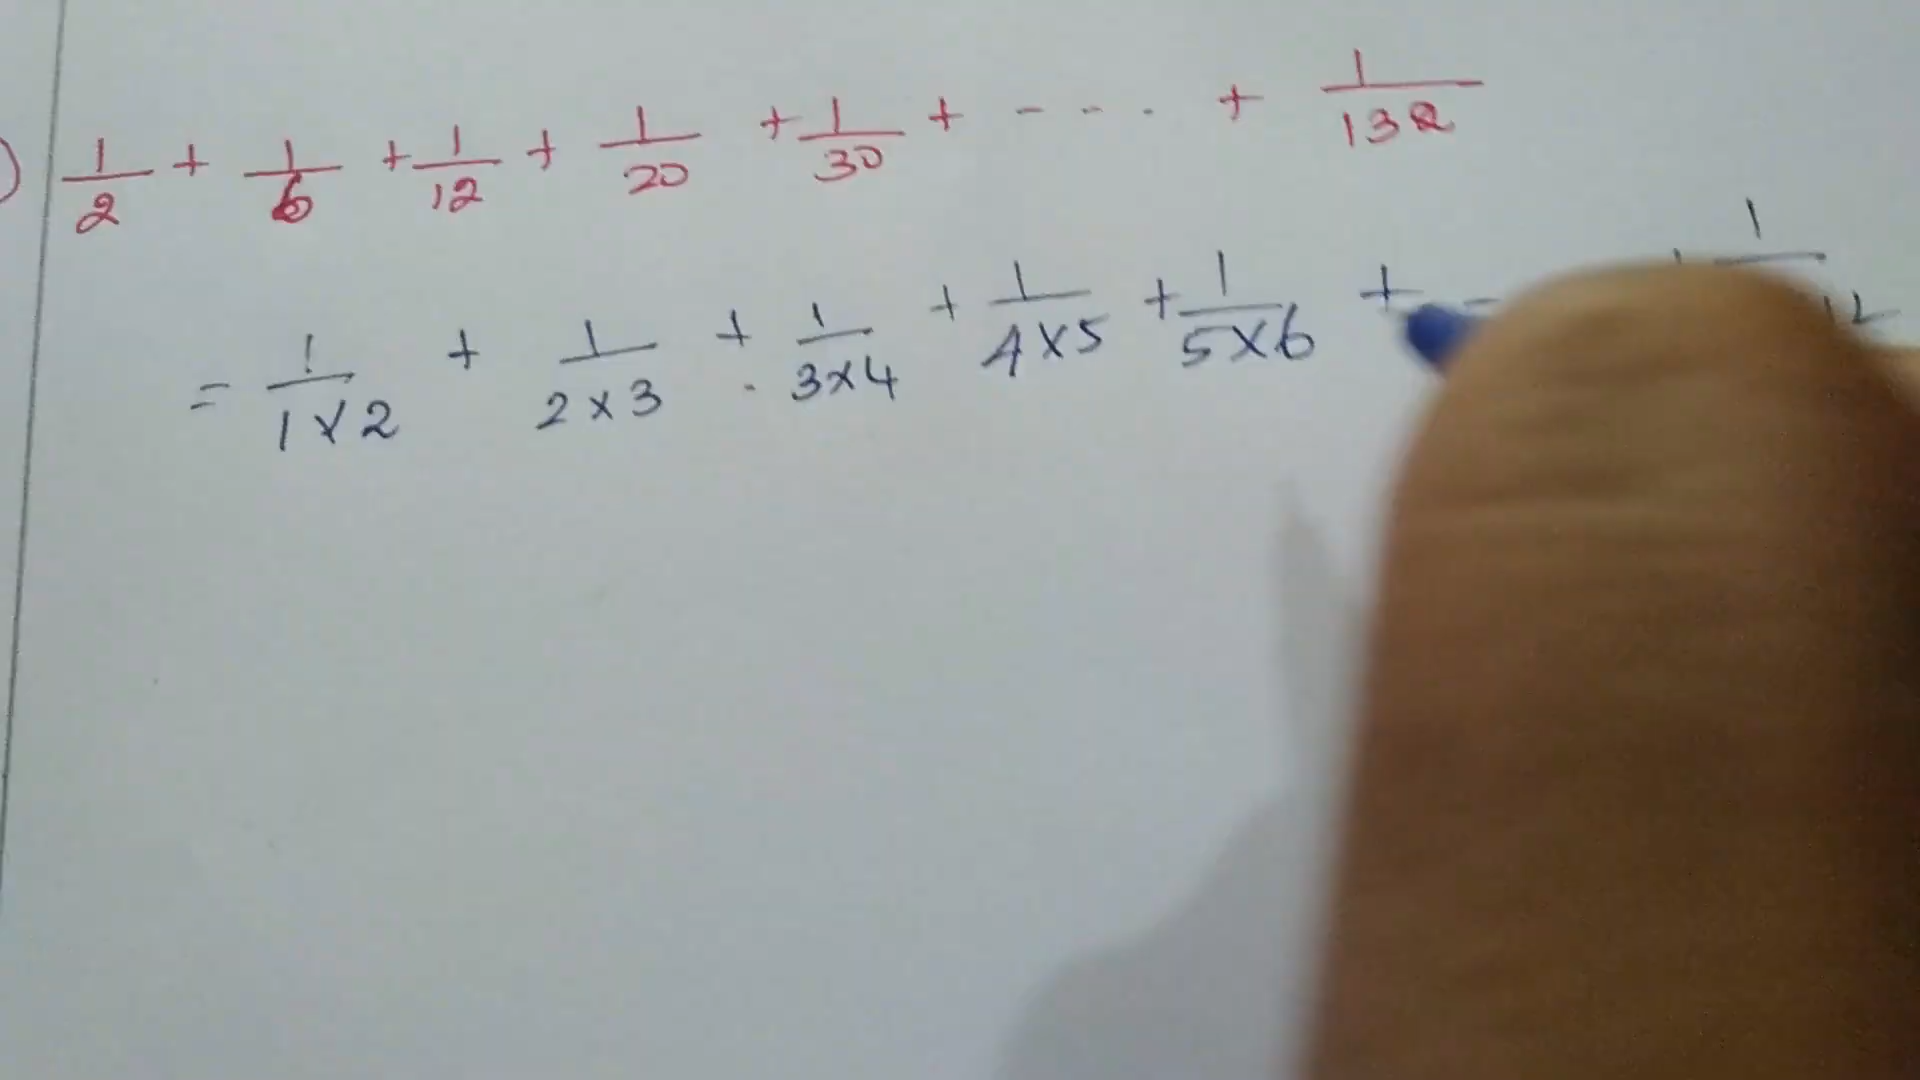 ) 1/2 + 1/6 + 1/12 + 1/20 + 1/30 + - - - . + 1/132
= 1/1×2 + 1/2×3 + 1/3×4 + 1/4×5 + 1/5×6 + - 1/